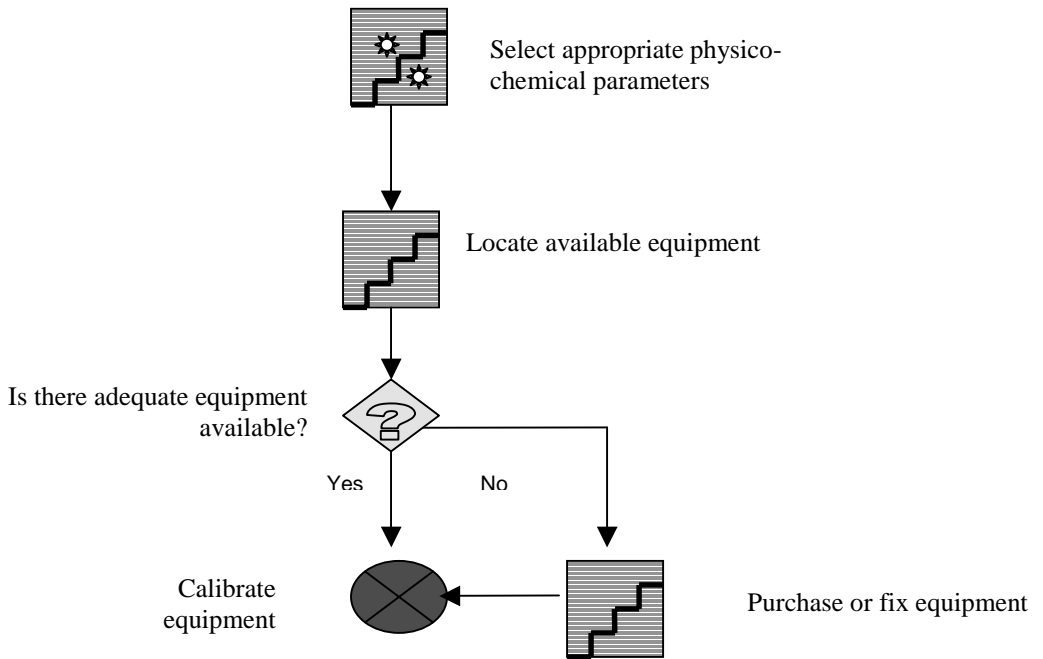 Select appropriate physico-
chemical parameters
Locate available equipment
Is there adequate equipment
available?
?
Yes
No
Calibrate
equipment
Purchase or fix equipment